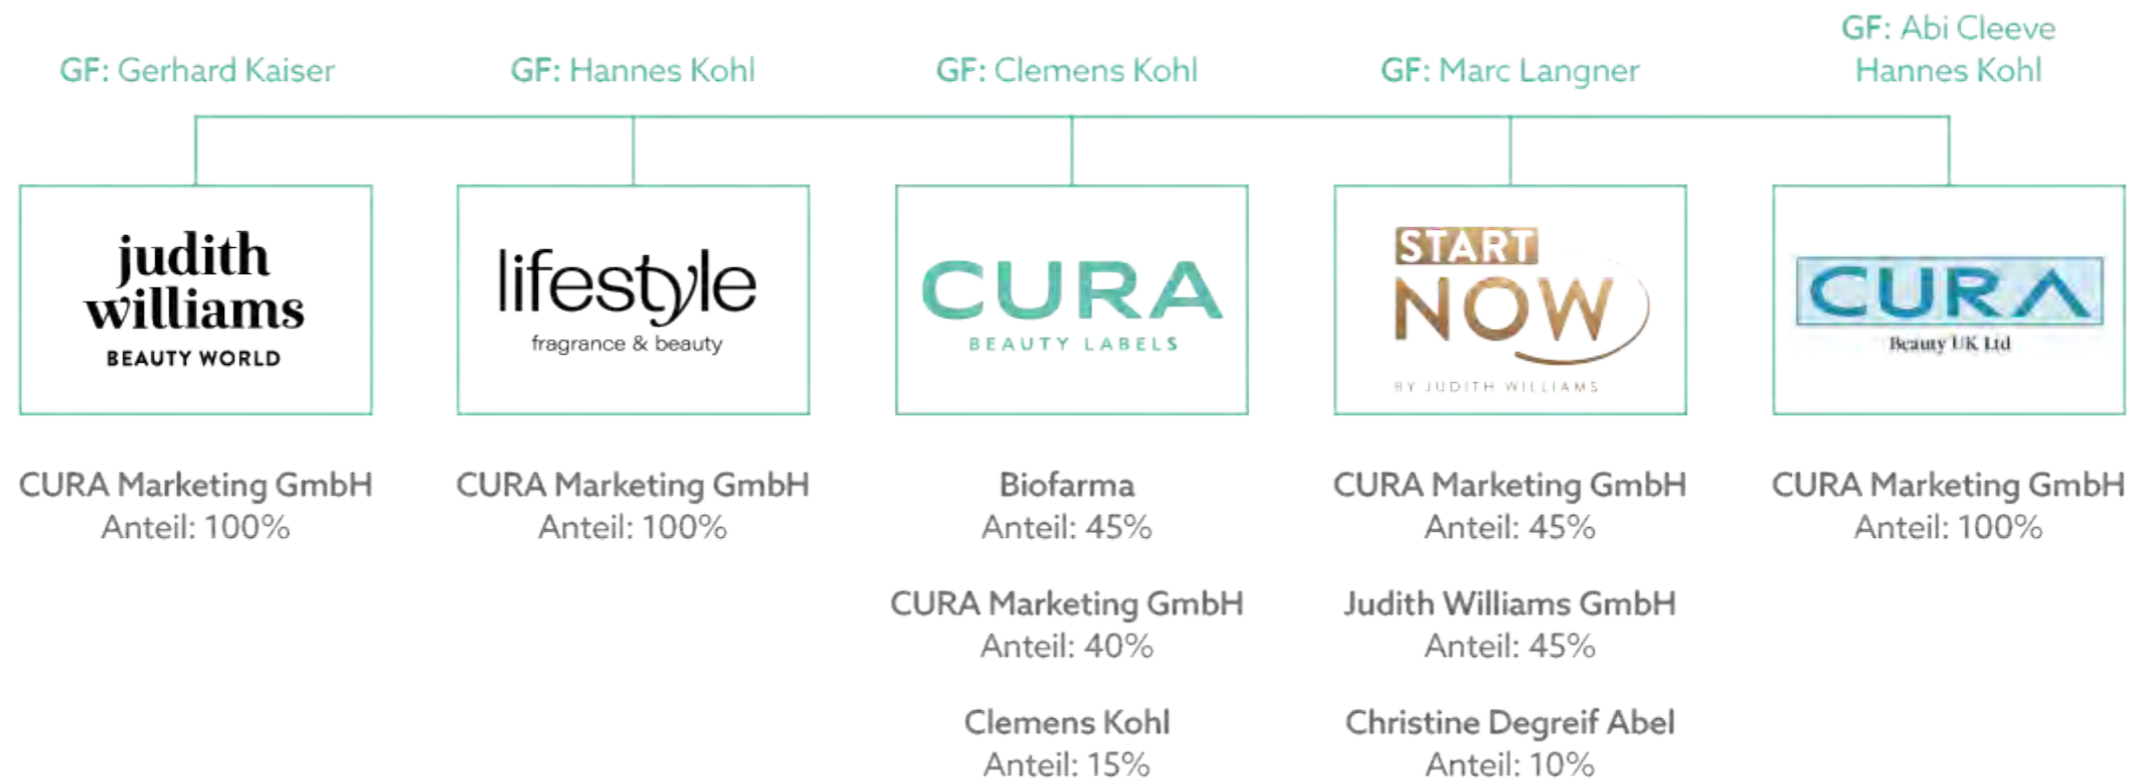 GF: Gerhard Kaiser
GF: Hannes Kohl
GF: Clemens Kohl
GF: Marc Langner
GF: Abi Cleeve
Hannes Kohl
judith
williams
BEAUTY WORLD
lifestyle
fragrance & beauty
CURA
BEAUTY LABELS
START
NOW
BY JUDITH WILLIAMS
CURA
Beauty UK Ltd
CURA Marketing GmbH
Anteil: 100%
CURA Marketing GmbH
Anteil: 100%
Biofarma
Anteil: 45%
CURA Marketing GmbH
Anteil: 40%
Clemens Kohl
Anteil: 15%
CURA Marketing GmbH
Anteil: 45%
Judith Williams GmbH
Anteil: 45%
Christine Degreif Abel
Anteil: 10%
CURA Marketing GmbH
Anteil: 100%